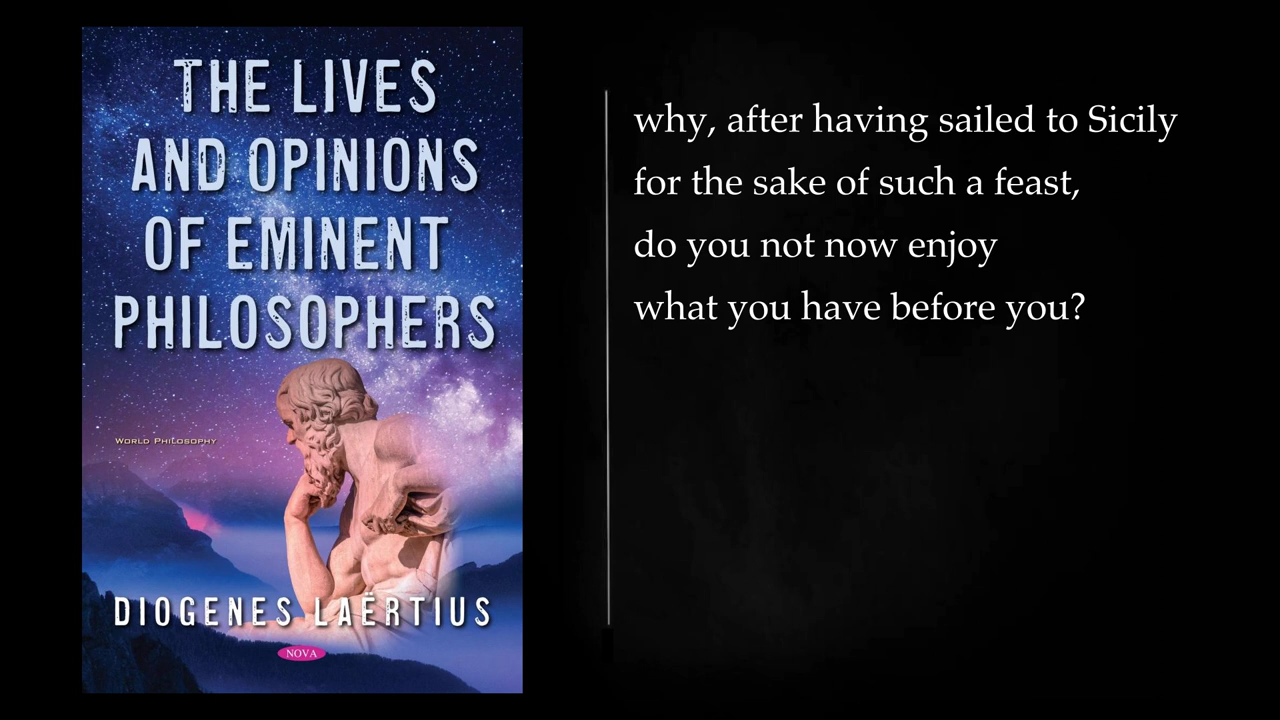 THE LIVES
AND OPINIONS
OF EMINENT
PHILOSOPHERS
WORLD PHILOSOPHY
DIOGENES LAËRTIUS
NOVA
why, after having sailed to Sicily
for the sake of such a feast,
do you not now enjoy
what you have before you?